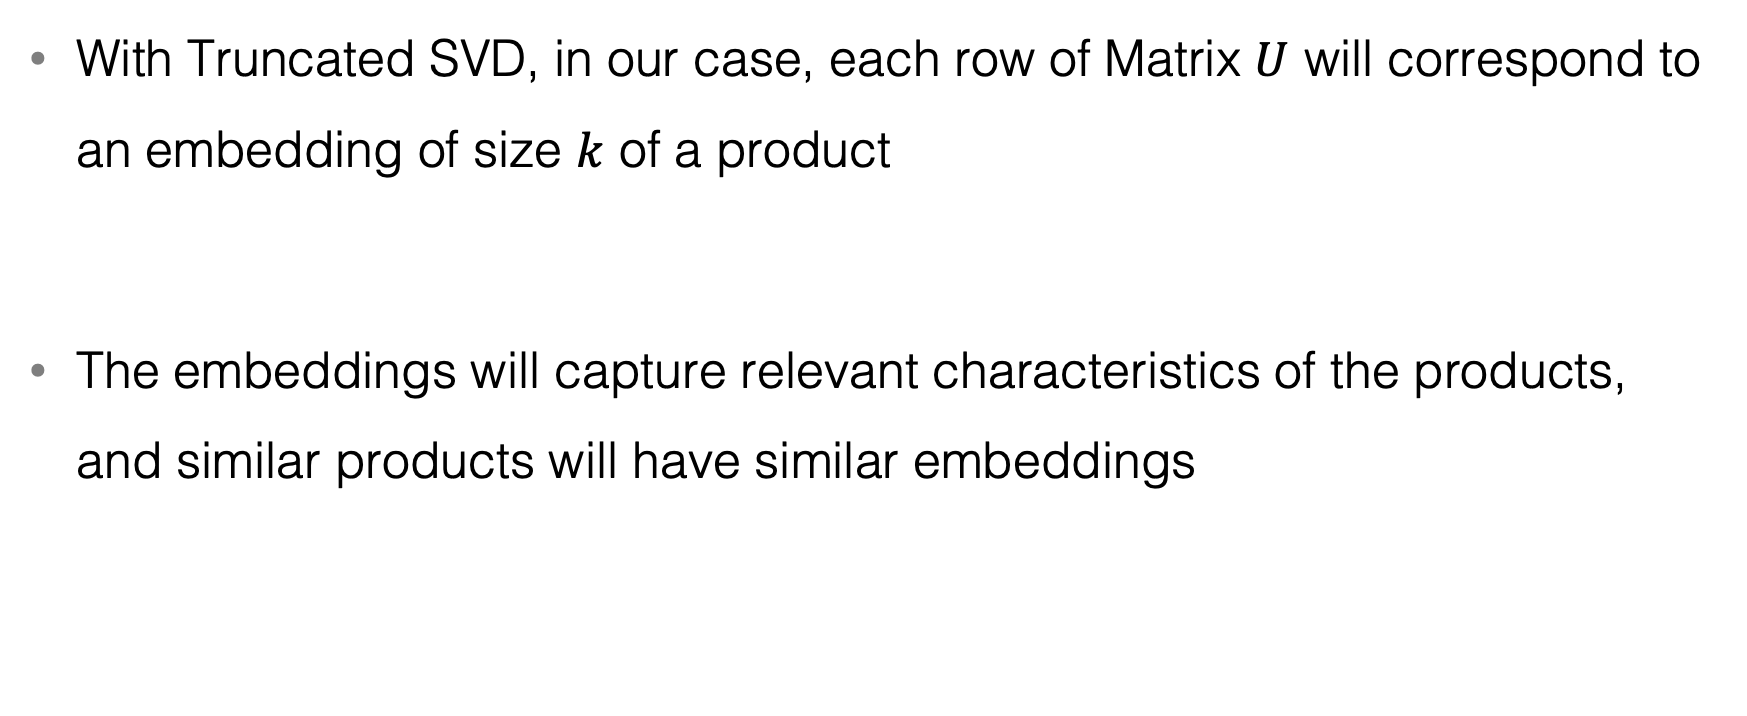 • With Truncated SVD, in our case, each row of Matrix U will correspond to
an embedding of size k of a product
• The embeddings will capture relevant characteristics of the products,
and similar products will have similar embeddings